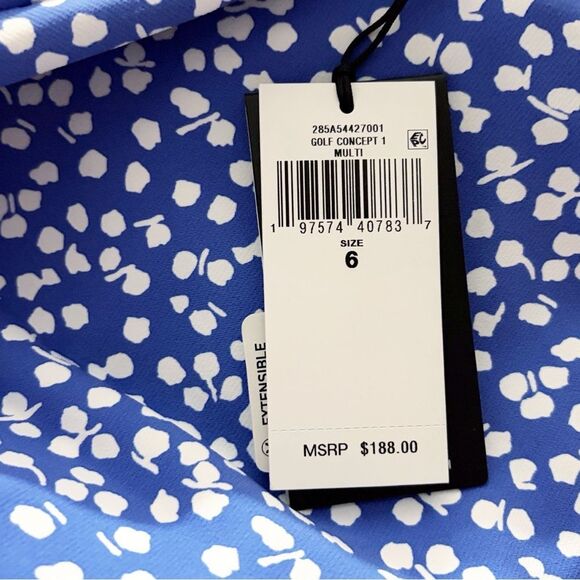 285A54427001
GOLF CONCEPT 1
MULTI
1 97574 40783 7
SIZE
6
EXTENSIBLE
MSRP $188.00